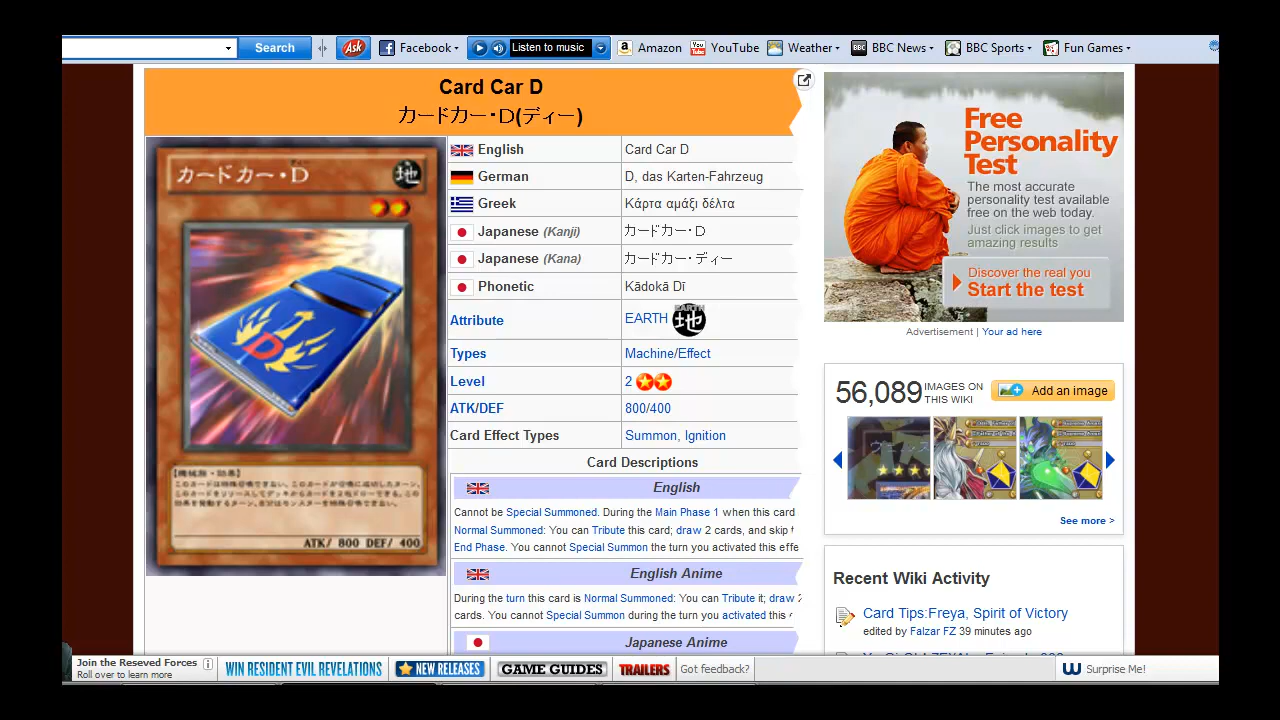 Search
Ask
Facebook
Listen to music
Amazon
YouTube
Weather
BBC News
BBC Sports
Fun Games
Card Car D
カードカー・D(ディー)
カードカー・D
地
ATK/ 800 DEF/ 400
English Card Car D
German D, das Karten-Fahrzeug
Greek Κάρτα αμάξι δέλτα
Japanese (Kanji) カードカー・D
Japanese (Kana) カードカー・ディー
Phonetic Kādokā Dī
Attribute EARTH EARTH 地
Types Machine/Effect
Level 2
ATK/DEF 800/400
Card Effect Types Summon, Ignition
Card Descriptions
English
Cannot be Special Summoned. During the Main Phase 1 when this card
Normal Summoned: You can Tribute this card; draw 2 cards, and skip
End Phase. You cannot Special Summon the turn you activated this effe
English Anime
During the turn this card is Normal Summoned: You can Tribute it; draw 2
cards. You cannot Special Summon during the turn you activated this
Japanese Anime
Free
Personality
Test
The most accurate
personality test available
free on the web today.
Just click images to get
amazing results
Discover the real you
Start the test
Advertisement | Your ad here
56,089 IMAGES ON
THIS WIKI
Add an image
See more >
Recent Wiki Activity
Card Tips:Freya, Spirit of Victory
edited by Falzar FZ 39 minutes ago
Join the Reseved Forces
Roll over to learn more
WIN RESIDENT EVIL REVELATIONS
NEW RELEASES
GAME GUIDES
TRAILERS
Got feedback?
Surprise Me!